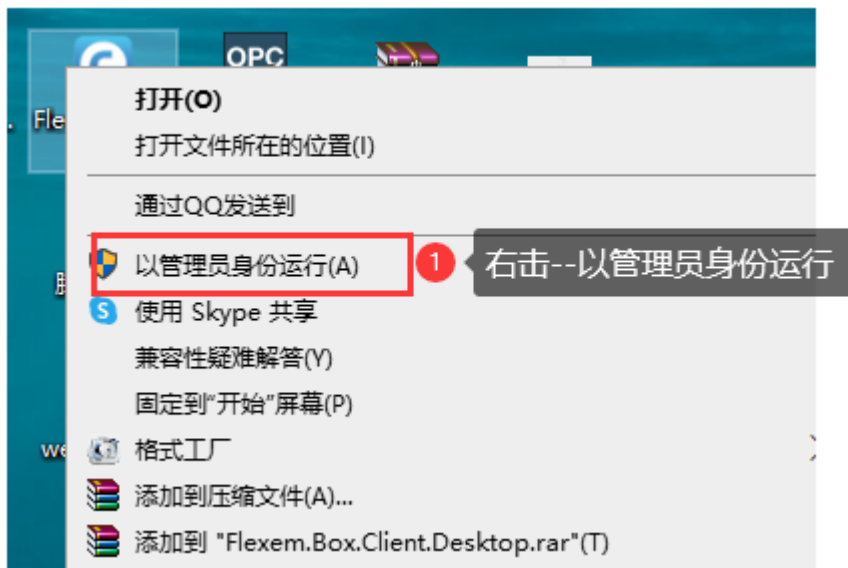 OPC
Fle
打开(O)
打开文件所在的位置(I)
通过QQ发送到
以管理员身份运行(A)
1
右击--以管理员身份运行
使用 Skype 共享
兼容性疑难解答(Y)
固定到"开始"屏幕(P)
we
格式工厂
添加到压缩文件(A)...
添加到 "Flexem.Box.Client.Desktop.rar"(T)